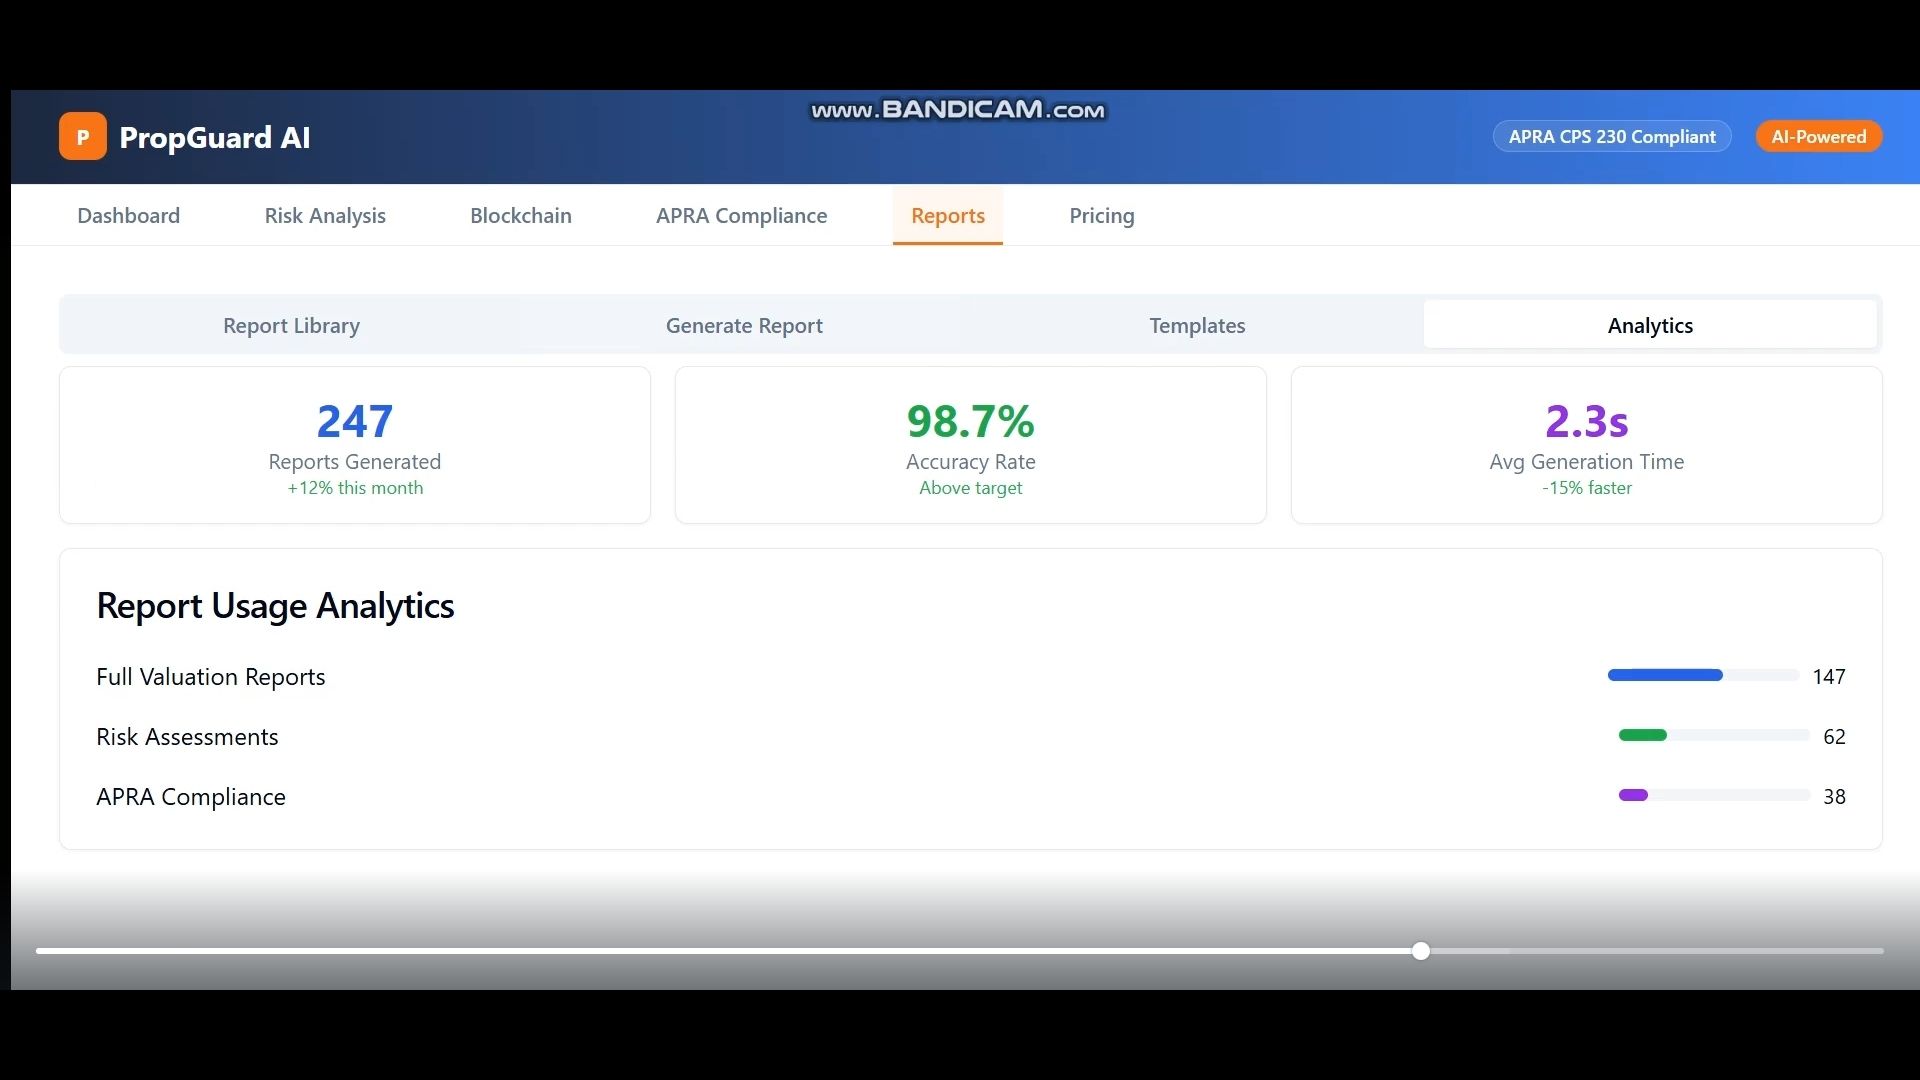 www.BANDICAM.com
P PropGuard AI
APRA CPS 230 Compliant
AI-Powered
Dashboard Risk Analysis Blockchain APRA Compliance Reports Pricing
Report Library Generate Report Templates Analytics
247
Reports Generated
+12% this month
98.7%
Accuracy Rate
Above target
2.3s
Avg Generation Time
-15% faster
Report Usage Analytics
Full Valuation Reports 147
Risk Assessments 62
APRA Compliance 38